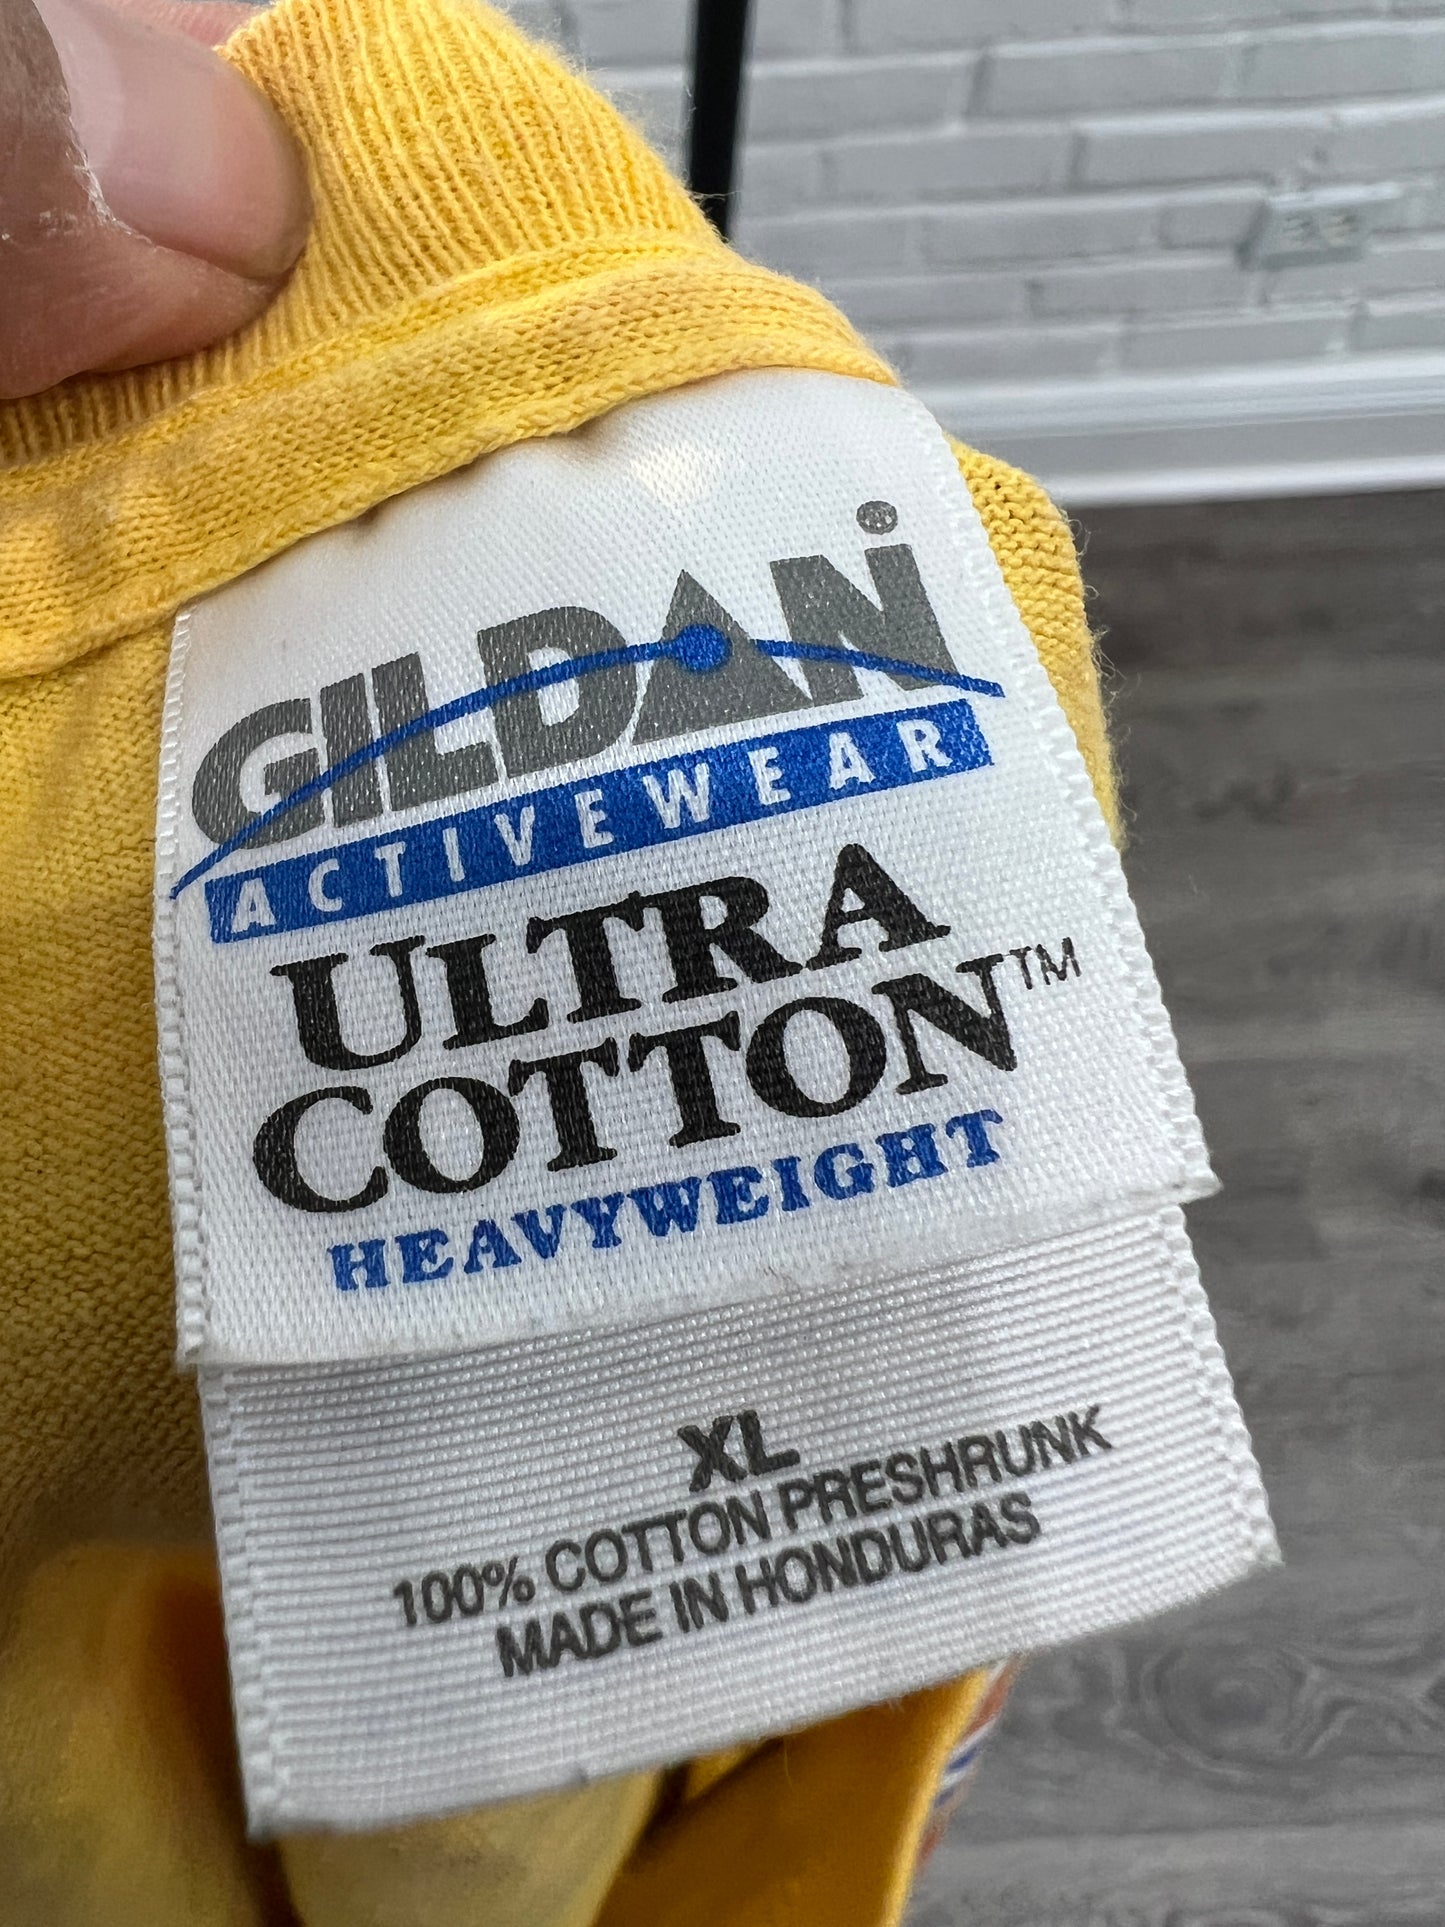 GILDAN
ACTIVEWEAR
ULTRA
COTTON™
HEAVYWEIGHT
XL
100% COTTON PRESHRUNK
MADE IN HONDURAS